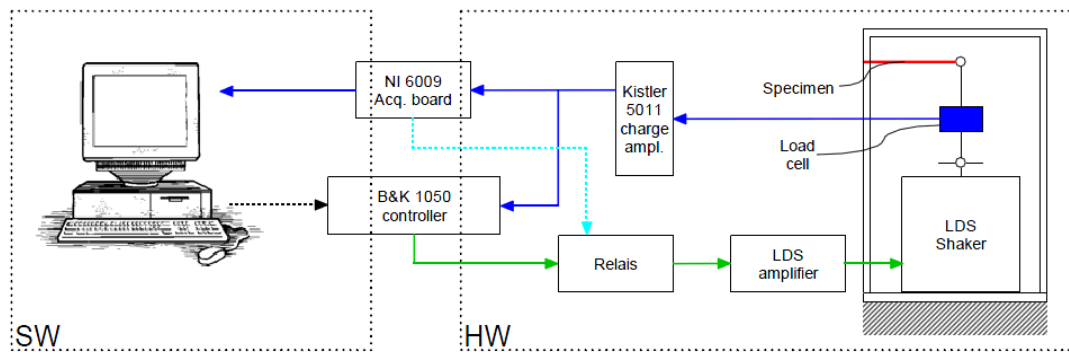 NI 6009
Acq. board
Kistler
5011
charge
ampl.
Specimen
Load
cell
B&K 1050
controller
Relais
LDS
amplifier
LDS
Shaker
SW
HW